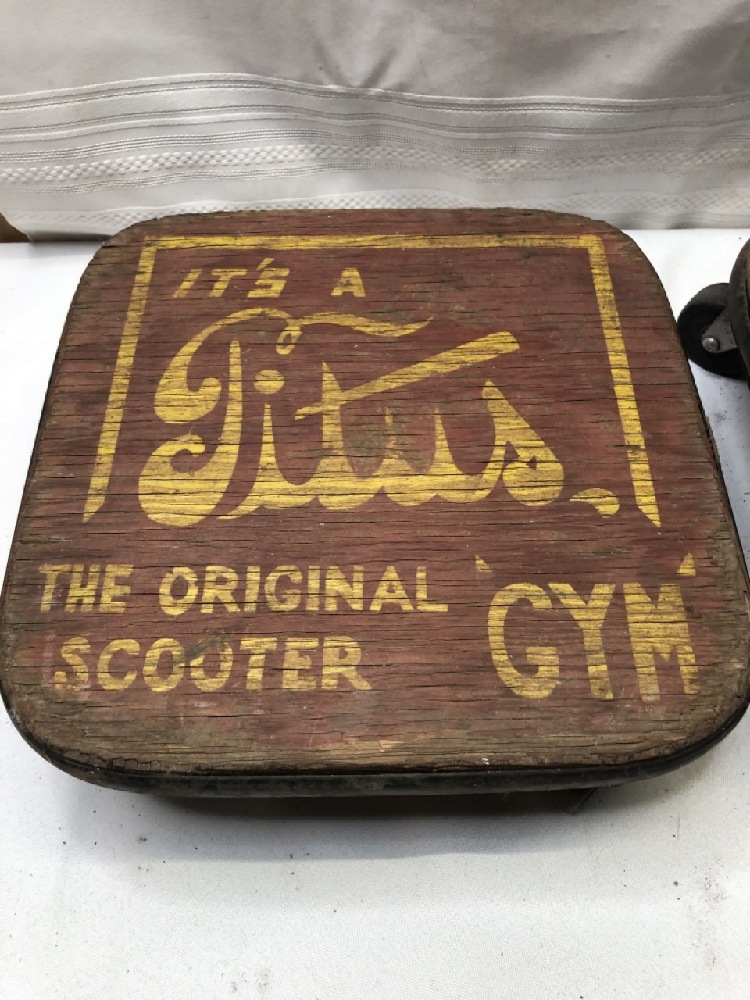 IT'S A
Titus.
THE ORIGINAL
SCOOTER
"GYM"